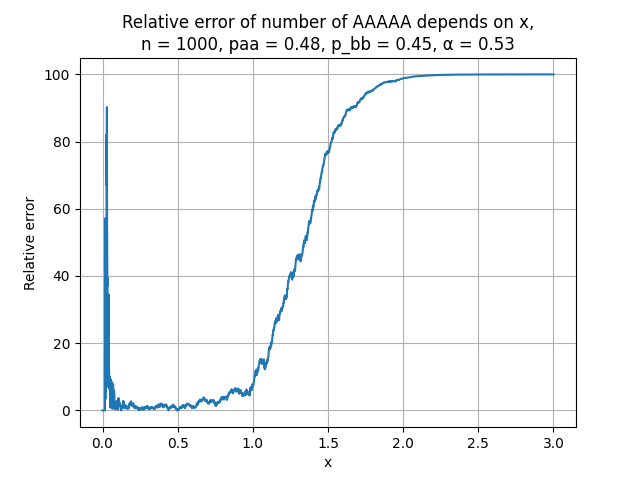 Relative error of number of AAAAA depends on x,
n = 1000, paa = 0.48, p_bb = 0.45, α = 0.53
100
80
60
40
20
0
Relative error
0.0 0.5 1.0 1.5 2.0 2.5 3.0
x